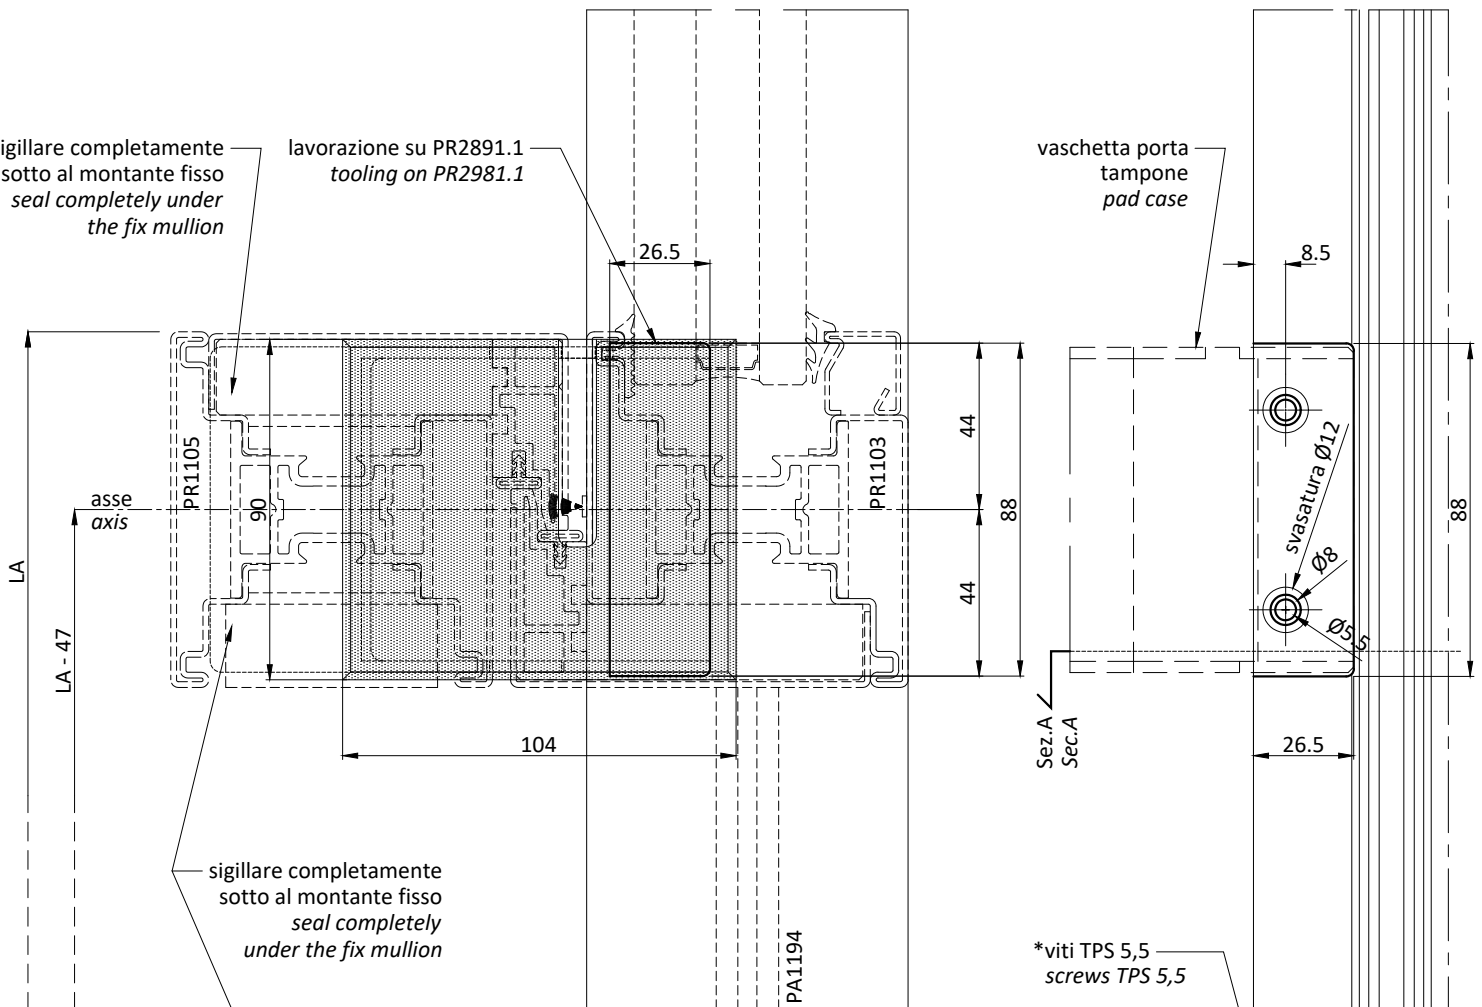 igillare completamente
sotto al montante fisso
seal completely under
the fix mullion
lavorazione su PR2891.1
tooling on PR2981.1
vaschetta porta
tampone
pad case
26.5
8.5
PR1105
90
asse
axis
LA
LA - 47
44
44
88
PR1103
svasatura Ø12
Ø8
Ø5.5
88
Sez.A
Sec.A
26.5
104
sigillare completamente
sotto al montante fisso
seal completely
under the fix mullion
PA1194
*viti TPS 5,5
screws TPS 5,5